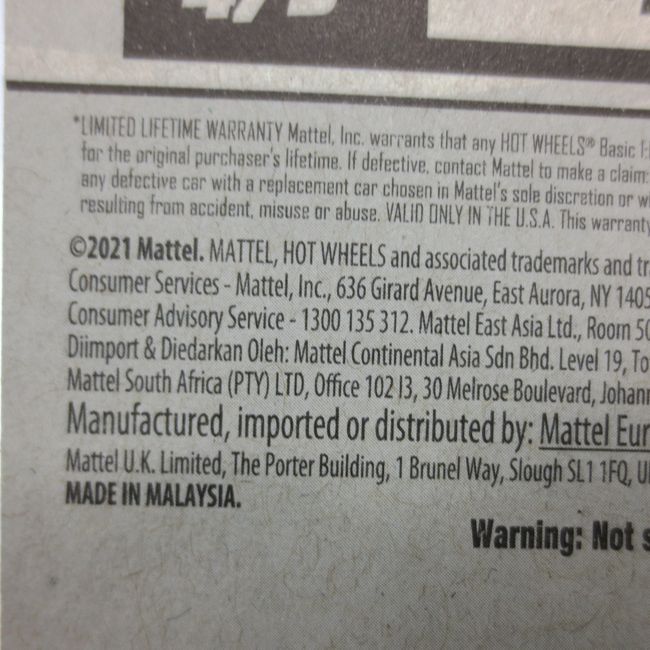 4/5
*LIMITED LIFETIME WARRANTY Mattel, Inc. warrants that any HOT WHEELS® Basic
for the original purchaser's lifetime. If defective, contact Mattel to make a claim:
any defective car with a replacement car chosen in Mattel's sole discretion or
resulting from accident, misuse or abuse. VALID ONLY IN THE U.S.A. This warranty
©2021 Mattel. MATTEL, HOT WHEELS and associated trademarks and
Consumer Services - Mattel, Inc., 636 Girard Avenue, East Aurora, NY 1405
Consumer Advisory Service - 1300 135 312. Mattel East Asia Ltd., Room
Diimport & Diedarkan Oleh: Mattel Continental Asia Sdn Bhd. Level 19,
Mattel South Africa (PTY) LTD, Office 102 I3, 30 Melrose Boulevard,
Manufactured, imported or distributed by: Mattel Eur
Mattel U.K. Limited, The Porter Building, 1 Brunel Way, Slough SL1 1FQ,
MADE IN MALAYSIA.
Warning: Not